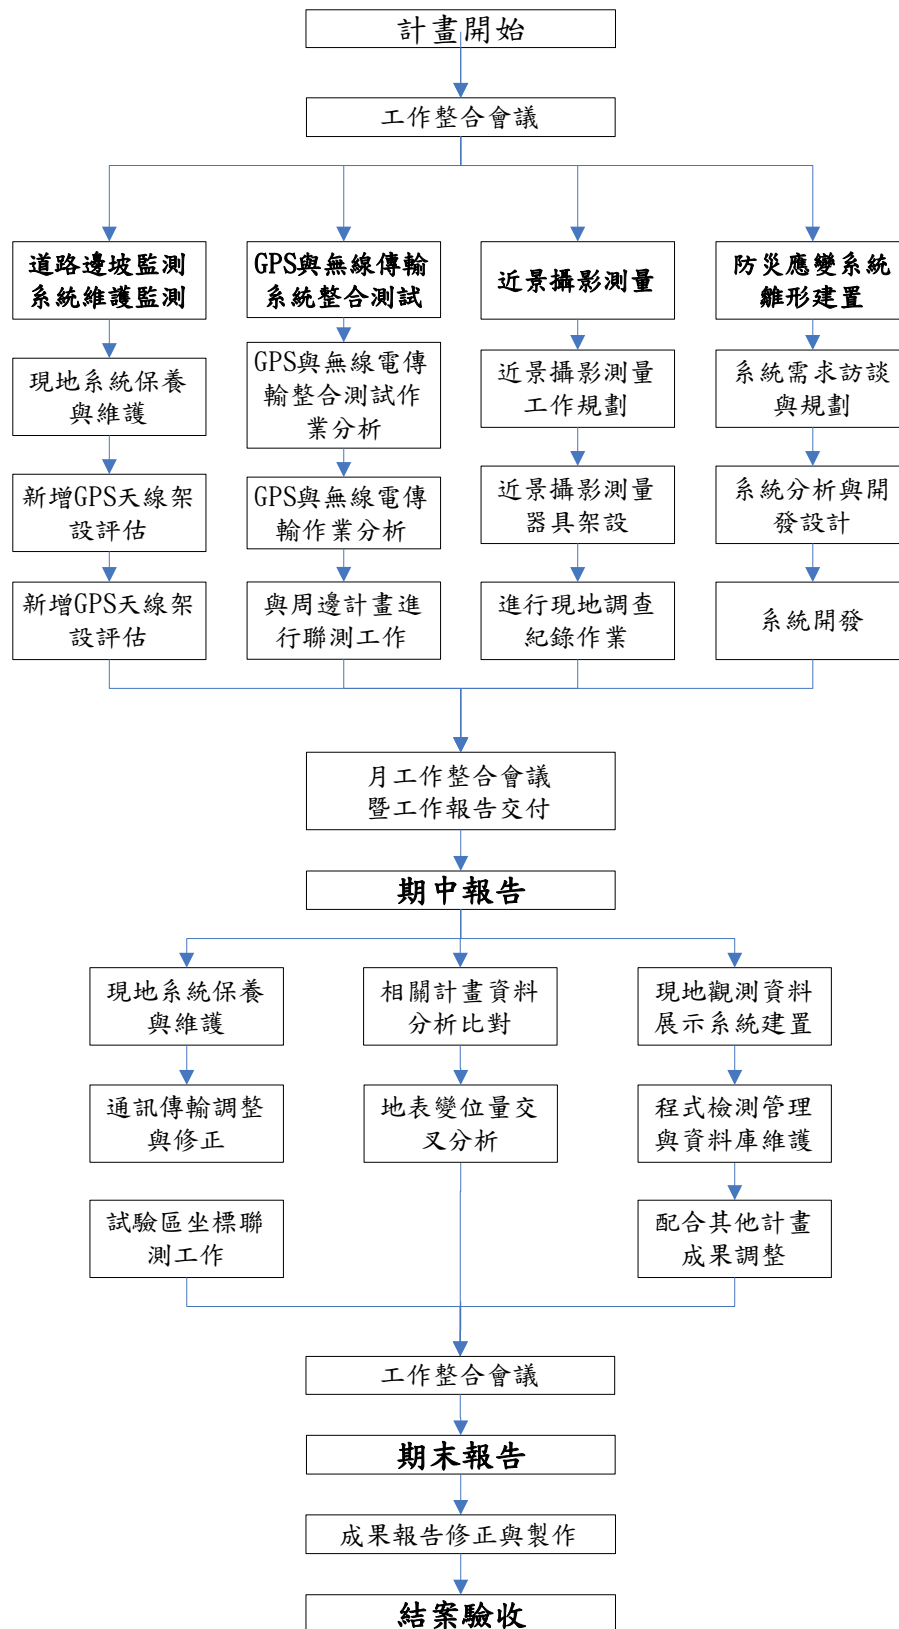 計畫開始
工作整合會議
道路邊坡監測
系統維護監測
GPS與無線傳輸
系統整合測試
近景攝影測量
防災應變系統
雛形建置
現地系統保養
與維護
GPS與無線電傳
輸整合測試作
業分析
近景攝影測量
工作規劃
系統需求訪談
與規劃
新增GPS天線架
設評估
GPS與無線電傳
輸作業分析
近景攝影測量
器具架設
系統分析與開
發設計
新增GPS天線架
設評估
與周邊計畫進
行聯測工作
進行現地調查
紀錄作業
系統開發
月工作整合會議
暨工作報告交付
期中報告
現地系統保養
與維護
相關計畫資料
分析比對
現地觀測資料
展示系統建置
通訊傳輸調整
與修正
地表變位量交
叉分析
程式檢測管理
與資料庫維護
試驗區坐標聯
測工作
配合其他計畫
成果調整
工作整合會議
期末報告
成果報告修正與製作
結案驗收